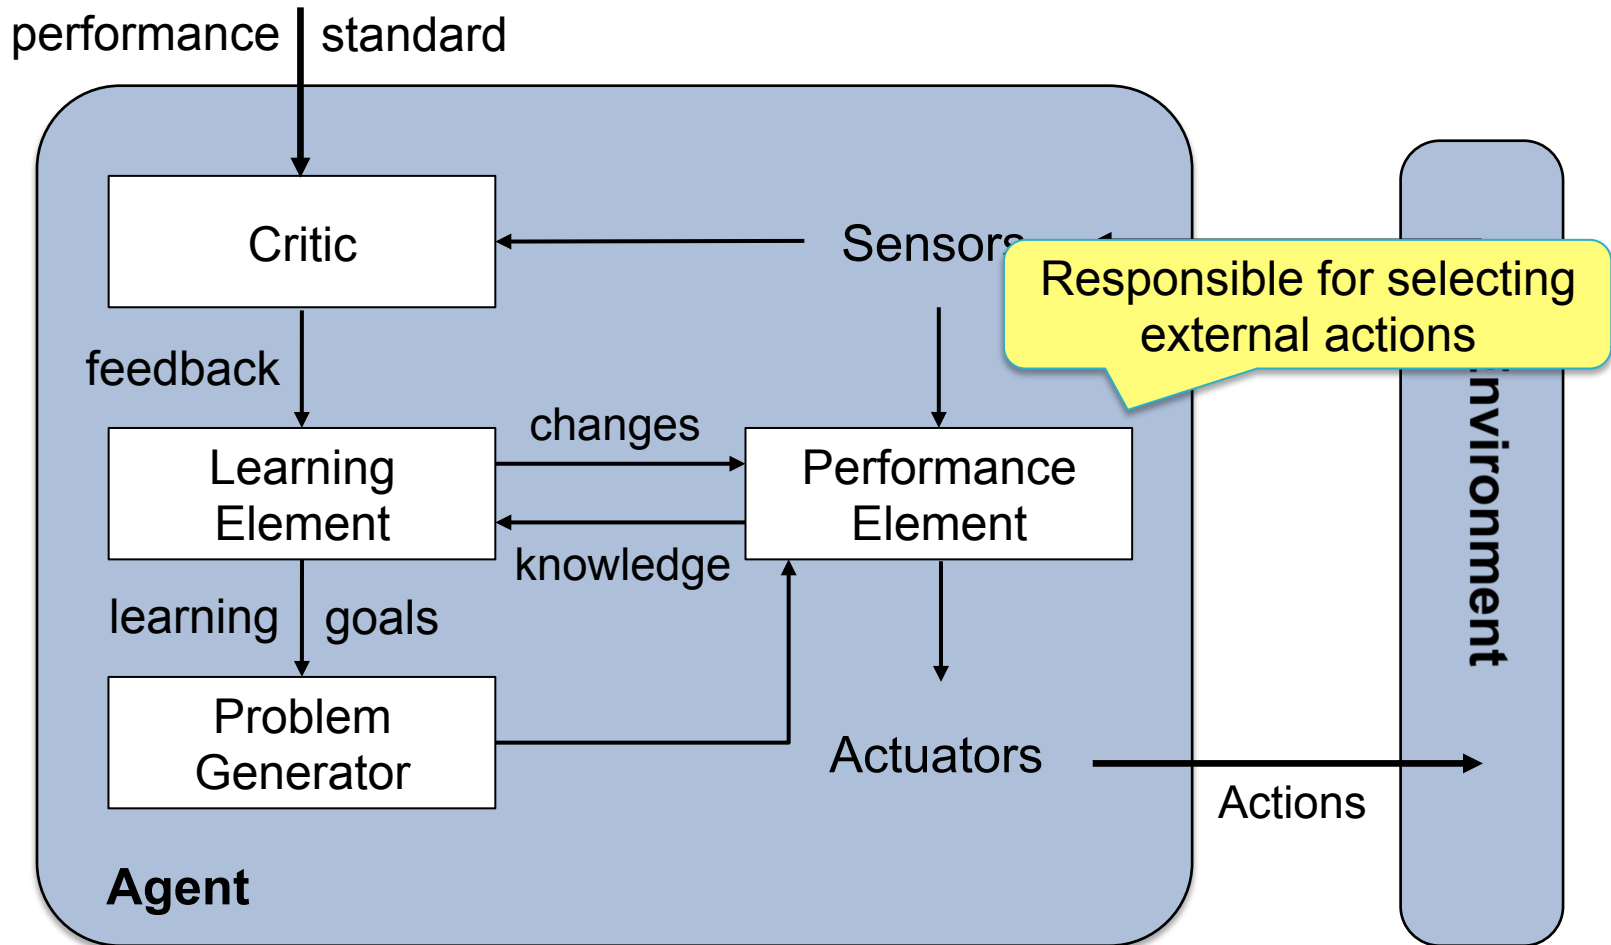 performance standard
Critic
Sensors
Responsible for selecting
external actions
feedback
changes
Learning
Element
Performance
Element
knowledge
learning goals
Problem
Generator
Actuators
Actions
Agent
Environment